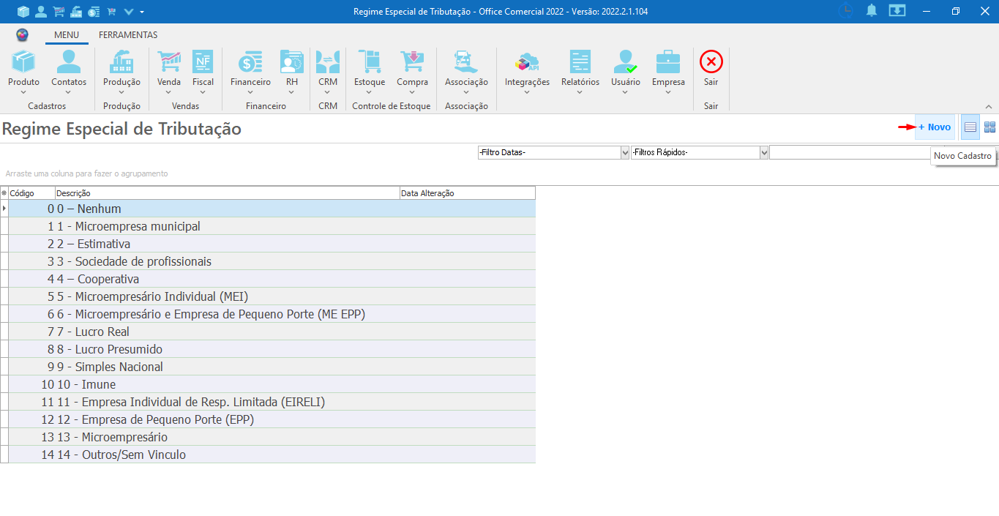 Regime Especial de Tributação - Office Comercial 2022 - Versão: 2022.2.1.104
MENU FERRAMENTAS
Produto Contatos Produção Venda Fiscal Financeiro RH CRM Estoque Compra Associação Integrações Relatórios Usuário Empresa Sair
Cadastros Produção Vendas Financeiro CRM Controle de Estoque Associação Sair
Regime Especial de Tributação
+ Novo
-Filtro Datas- -Filtros Rápidos-
Novo Cadastro
Arraste uma coluna para fazer o agrupamento
Código Descrição Data Alteração
0 0 – Nenhum
1 1 - Microempresa municipal
2 2 – Estimativa
3 3 - Sociedade de profissionais
4 4 – Cooperativa
5 5 - Microempresário Individual (MEI)
6 6 - Microempresário e Empresa de Pequeno Porte (ME EPP)
7 7 - Lucro Real
8 8 - Lucro Presumido
9 9 - Simples Nacional
10 10 - Imune
11 11 - Empresa Individual de Resp. Limitada (EIRELI)
12 12 - Empresa de Pequeno Porte (EPP)
13 13 - Microempresário
14 14 - Outros/Sem Vinculo